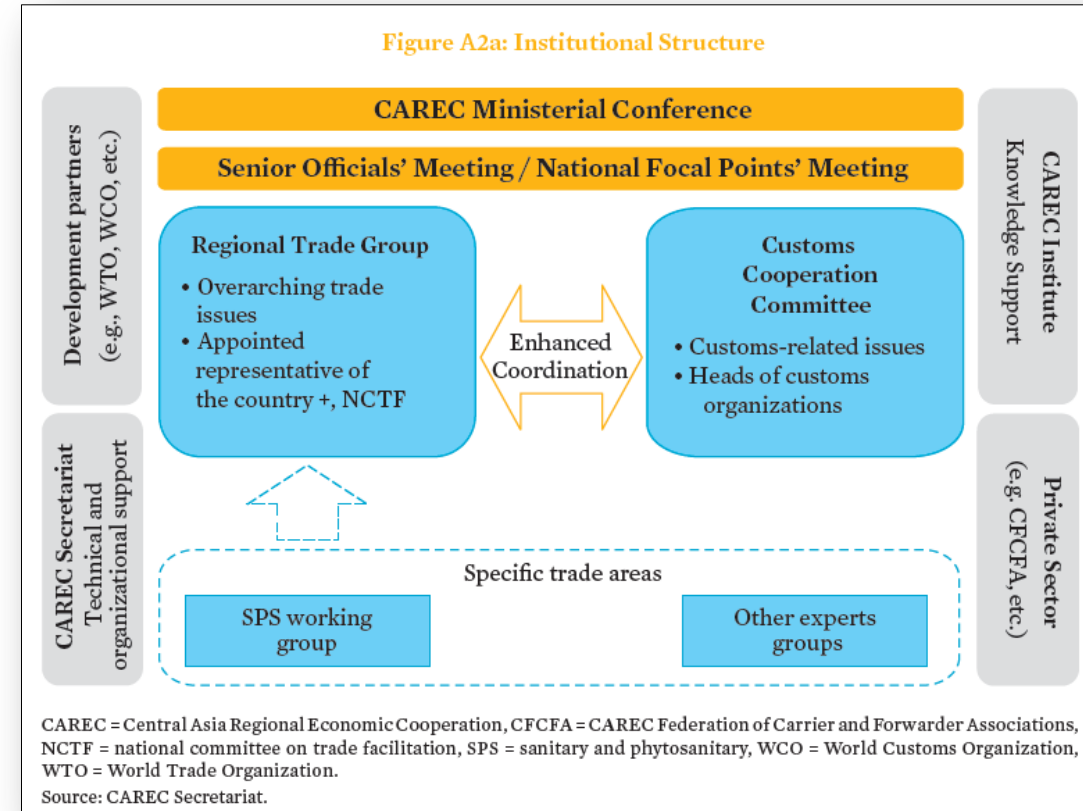 Figure A2a: Institutional Structure
Development partners
(e.g., WTO, WCO, etc.)
CAREC Secretariat
Technical and
organizational support
CAREC Ministerial Conference
Senior Officials' Meeting / National Focal Points' Meeting
Regional Trade Group
• Overarching trade
issues
• Appointed
representative of
the country +, NCTF
Enhanced
Coordination
Customs
Cooperation
Committee
• Customs-related issues
• Heads of customs
organizations
Specific trade areas
SPS working
group
Other experts
groups
CAREC Institute
Knowledge Support
Private Sector
(e.g. CFCFA, etc.)
CAREC = Central Asia Regional Economic Cooperation, CFCFA = CAREC Federation of Carrier and Forwarder Associations,
NCTF = national committee on trade facilitation, SPS = sanitary and phytosanitary, WCO = World Customs Organization,
WTO = World Trade Organization.
Source: CAREC Secretariat.